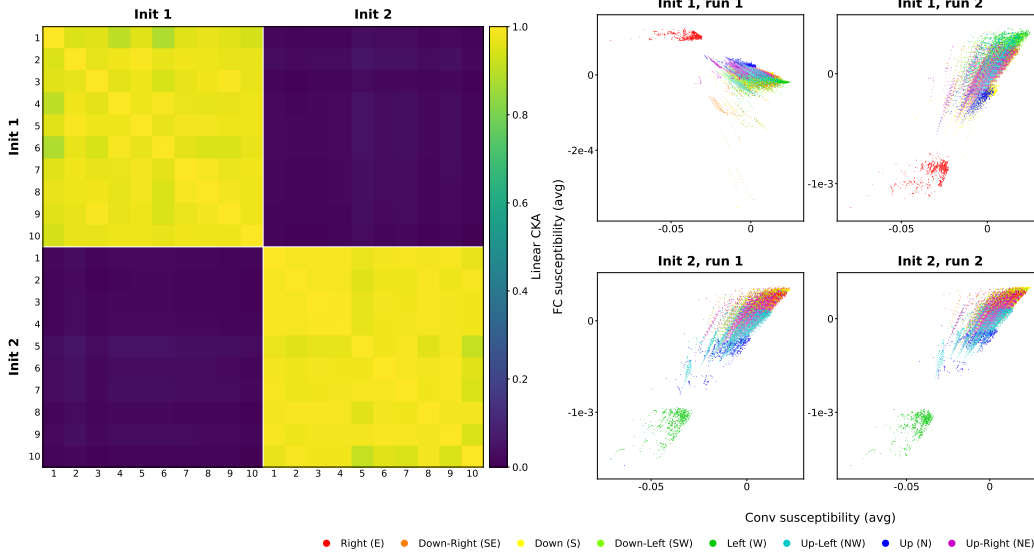 Init 1
Init 2
Init 1
1
2
3
4
5
6
7
8
9
10
Init 2
1
2
3
4
5
6
7
8
9
10
1 2 3 4 5 6 7 8 9 10 1 2 3 4 5 6 7 8 9 10
1.0
0.8
0.6
0.4
0.2
0.0
Linear CKA
FC susceptibility (avg)
Init 1, run 1
0
-2e-4
-0.05 0
Init 1, run 2
0
-1e-3
-0.05 0
Init 2, run 1
0
-1e-3
-0.05 0
Init 2, run 2
0
-1e-3
-0.05 0
Conv susceptibility (avg)
Right (E) Down-Right (SE) Down (S) Down-Left (SW) Left (W) Up-Left (NW) Up (N) Up-Right (NE